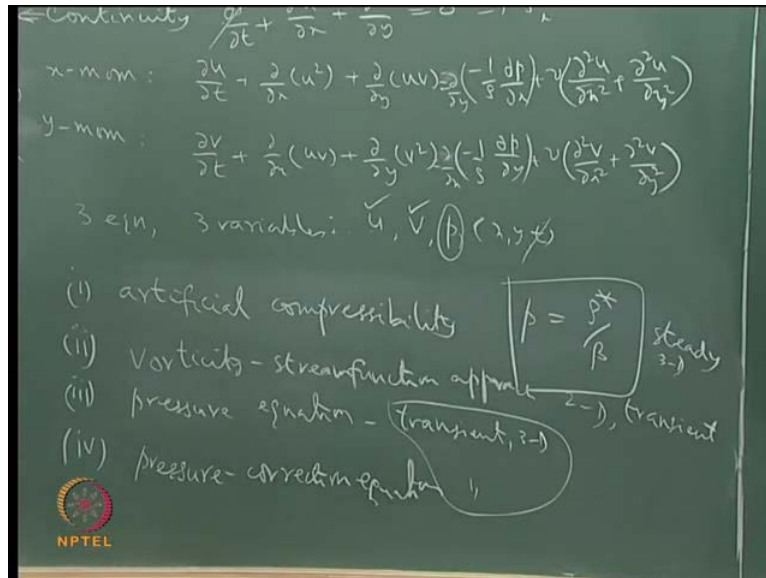 Continuity ∂/∂t + ∂/∂x + ∂/∂y = 0
x-mom: ∂u/∂t + ∂/∂x (u²) + ∂/∂y (uv) = ∂/∂y (-1/ρ ∂p/∂x) + ν(∂²u/∂x² + ∂²u/∂y²)
y-mom: ∂v/∂t + ∂/∂x (uv) + ∂/∂y (v²) = ∂/∂x (-1/ρ ∂p/∂y) + ν(∂²v/∂x² + ∂²v/∂y²)
3 eqn, 3 variables: u, v, p (x, y, t)
(i) artificial compressibility p = ρ*/β steady 3-D
(ii) Vorticity-streamfunction 2-D, transient
(iii) pressure equation - transient, 3-D
(iv) pressure-correction equation "
NPTEL